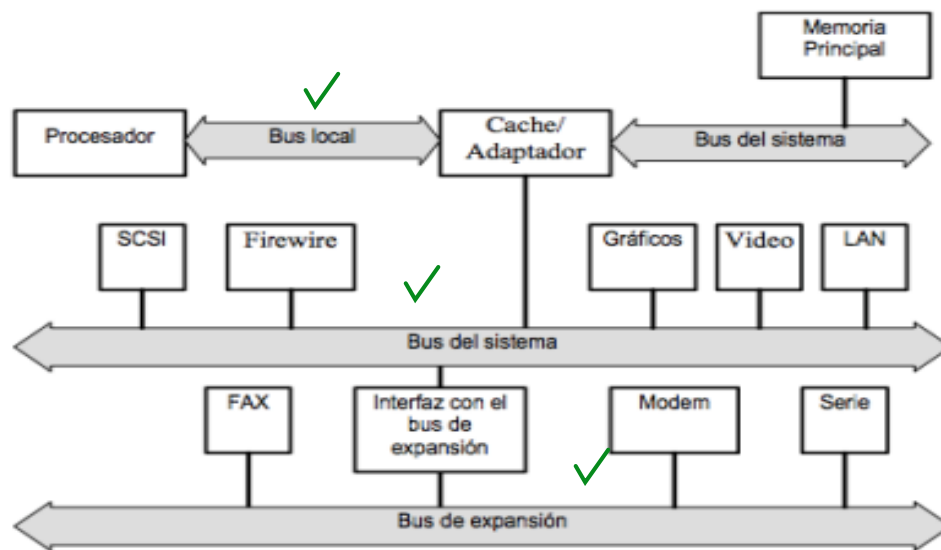 Memoria
Principal
Procesador
Bus local
Cache/
Adaptador
Bus del sistema
SCSI
Firewire
Gráficos
Video
LAN
Bus del sistema
FAX
Interfaz con el
bus de
expansión
Modem
Serie
Bus de expansión